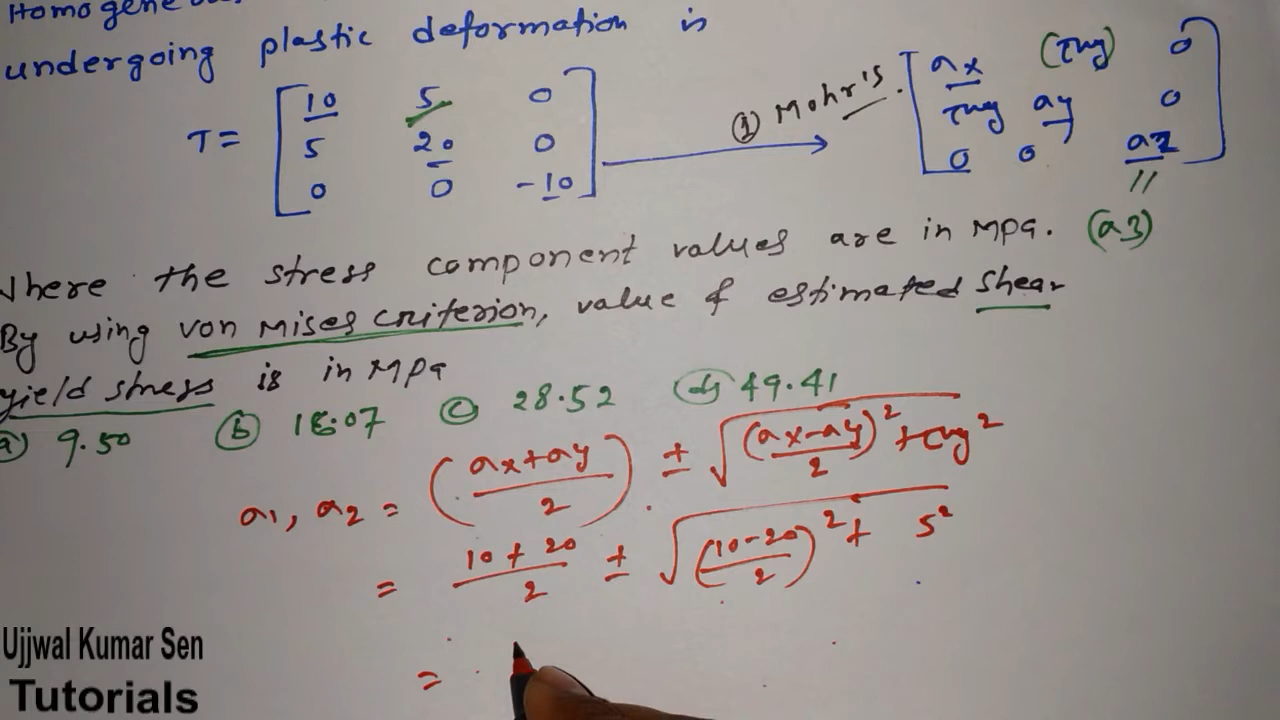 Homogene
undergoing plastic deformation is
T = [ 10 5 0
5 20 0
0 0 -10 ]
① Mohr's
[ σx (τxy) 0
τxy σy 0
0 0 σz ]
(σ3)
where the stress component values are in MPa.
By using von Mises criterion, value of estimated shear
yield stress is in MPa
(a) 9.50 (b) 18.07 (c) 28.52 (d) 49.41
σ1, σ2 = (σx+σy / 2) ± √(σx-σy / 2)² + τxy²
= 10 + 20 / 2 ± √(10-20 / 2)² + 5²
=
Ujjwal Kumar Sen
Tutorials